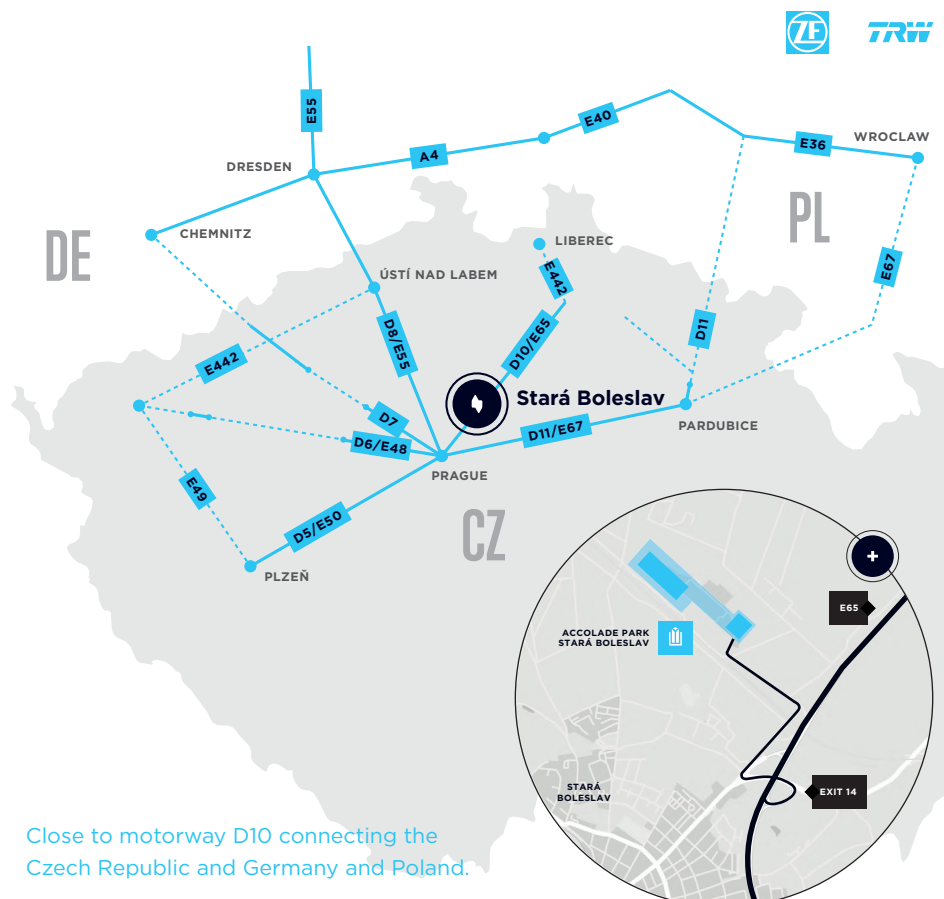 ZF
TRW
E55
E40
A4
E36
WROCLAW
DRESDEN
PL
CHEMNITZ
DE
LIBEREC
ÚSTÍ NAD LABEM
E442
E67
D10/E65
D11
D8/E55
E442
Stará Boleslav
D7
D11/E67
PARDUBICE
D6/E48
PRAGUE
E49
D5/E50
CZ
PLZEŇ
+
E65
ACCOLADE PARK
STARÁ BOLESLAV
STARÁ
BOLESLAV
EXIT 14
Close to motorway D10 connecting the
Czech Republic and Germany and Poland.